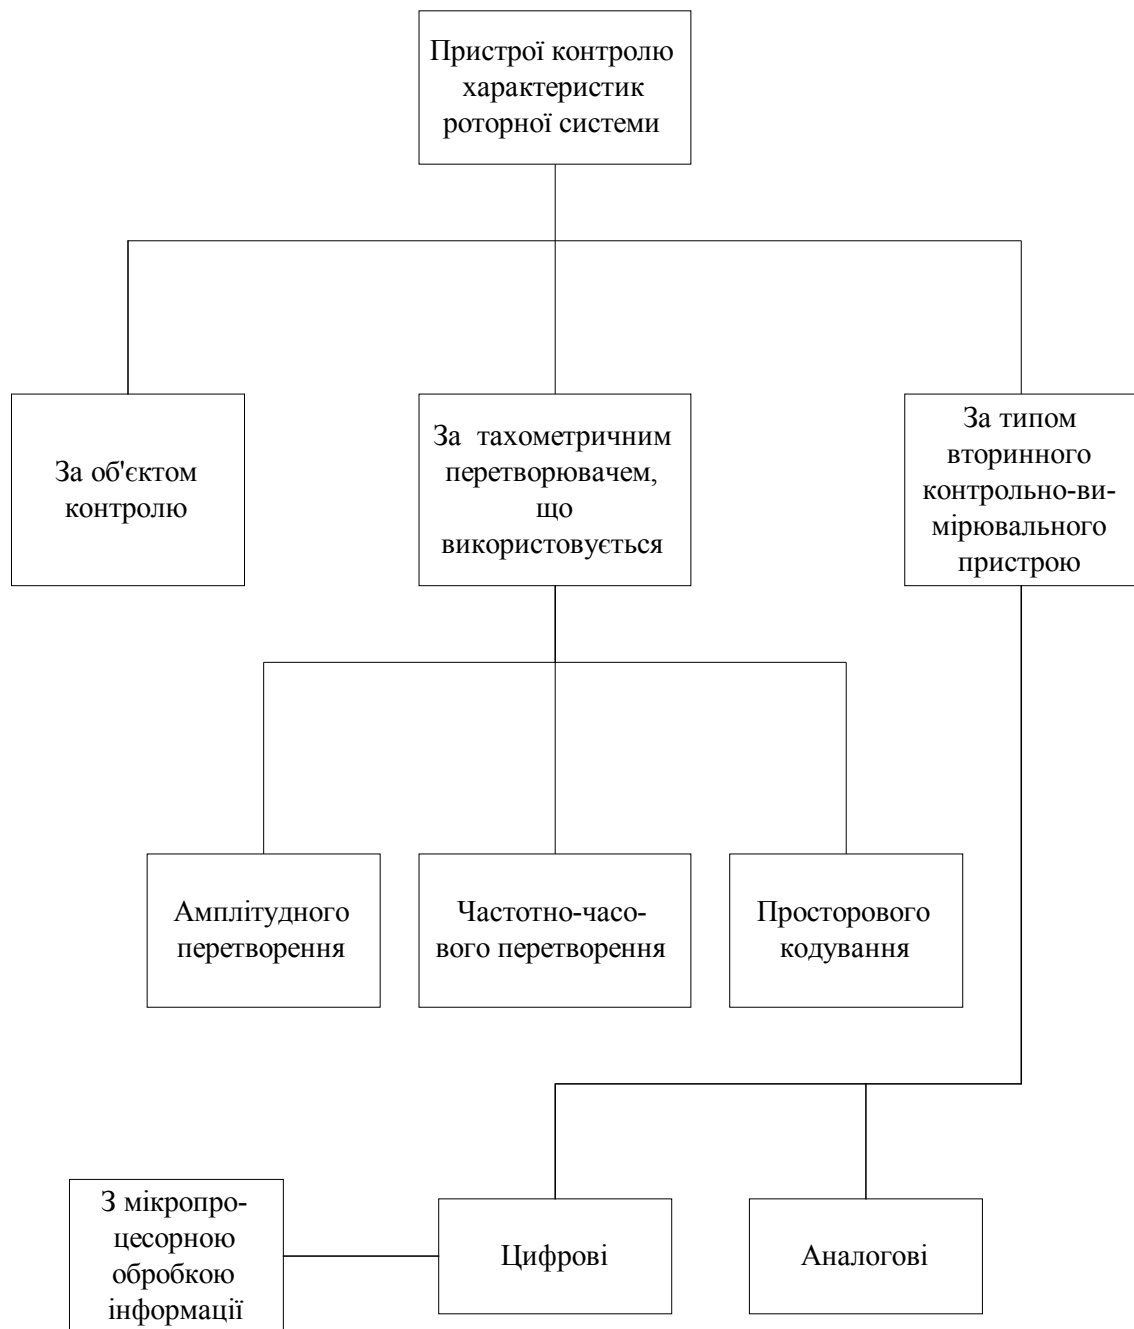 Пристрої контролю
характеристик
роторної системи
За об'єктом
контролю
За тахометричним
перетворювачем,
що
використовується
За типом
вторинного
контрольно-ви-
мірювального
пристрою
Амплітудного
перетворення
Частотно-часо-
вого перетворення
Просторового
кодування
З мікропро-
цесорною
обробкою
інформації
Цифрові
Аналогові